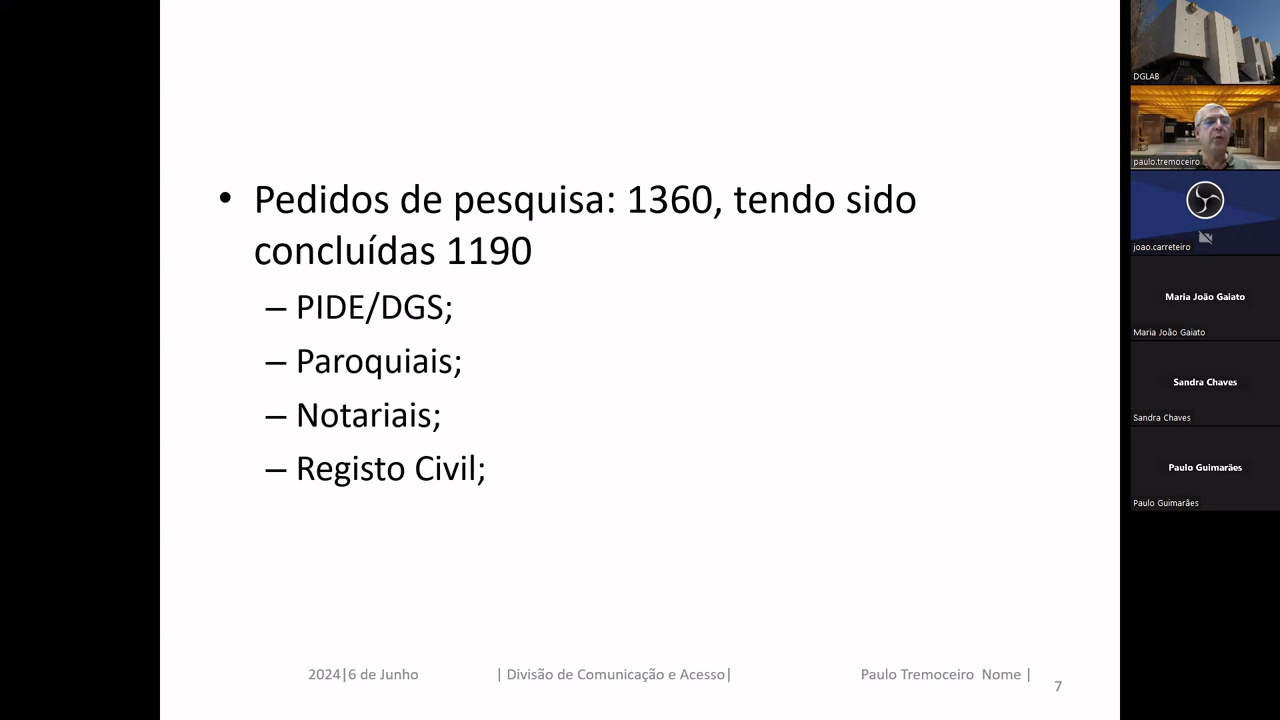 • Pedidos de pesquisa: 1360, tendo sido
concluídas 1190
– PIDE/DGS;
– Paroquiais;
– Notariais;
– Registo Civil;
2024|6 de Junho | Divisão de Comunicação e Acesso| Paulo Tremoceiro Nome |
7
DGLAB
paulo.tremoceiro
joao.carreteiro
Maria João Gaiato
Maria João Gaiato
Sandra Chaves
Sandra Chaves
Paulo Guimarães
Paulo Guimarães